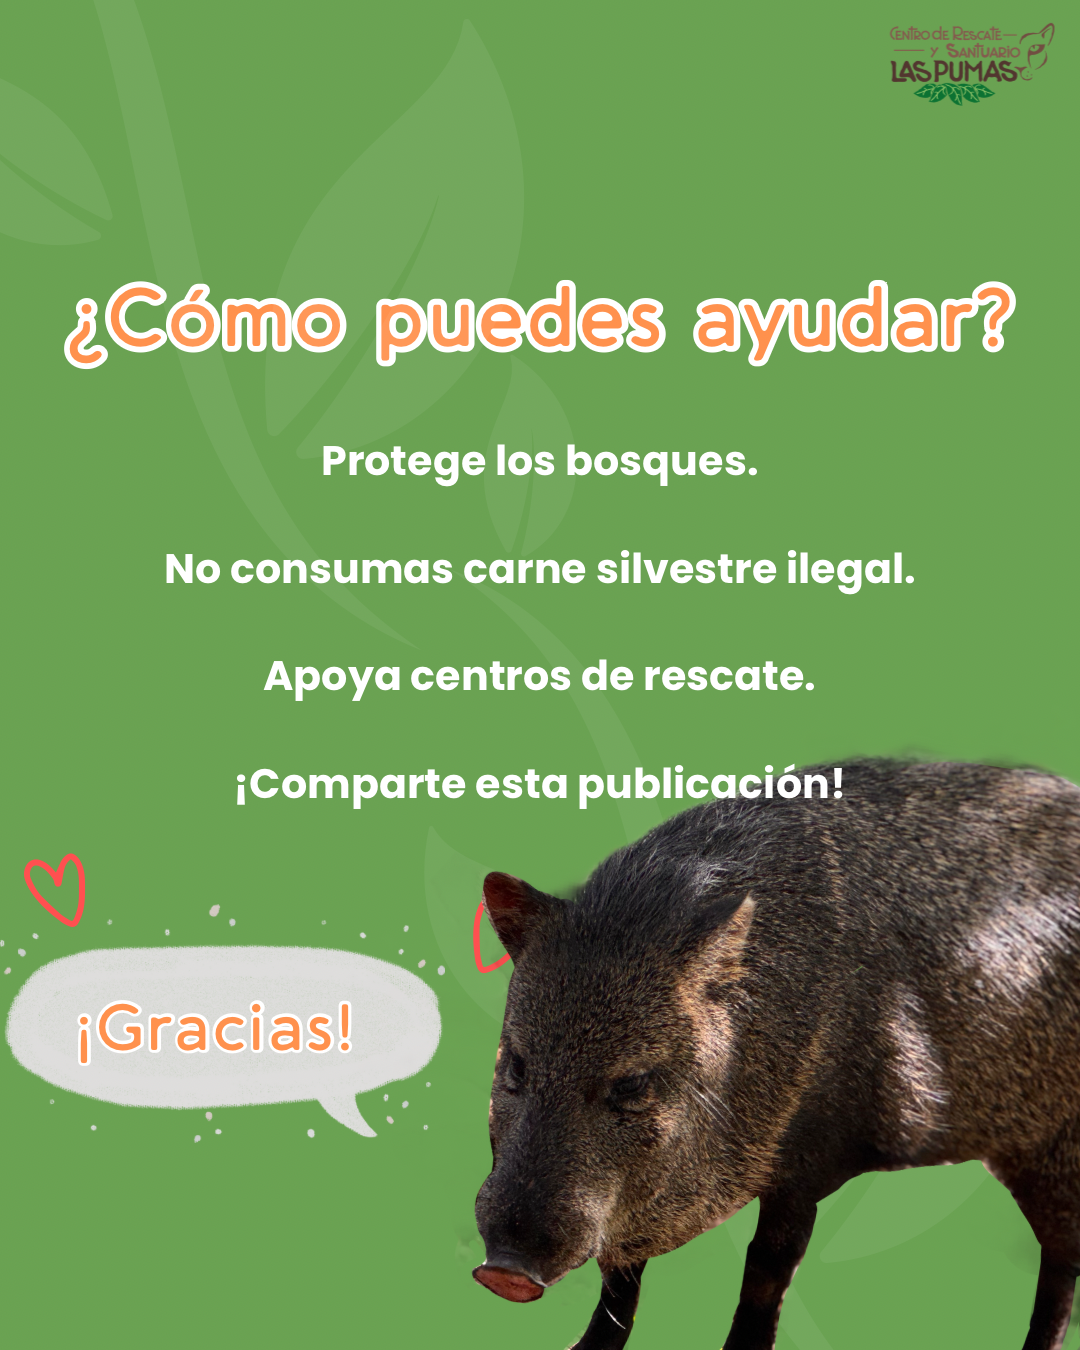 Centro de Rescate
y Santuario
LAS PUMAS
¿Cómo puedes ayudar?
Protege los bosques.
No consumas carne silvestre ilegal.
Apoya centros de rescate.
¡Comparte esta publicación!
¡Gracias!